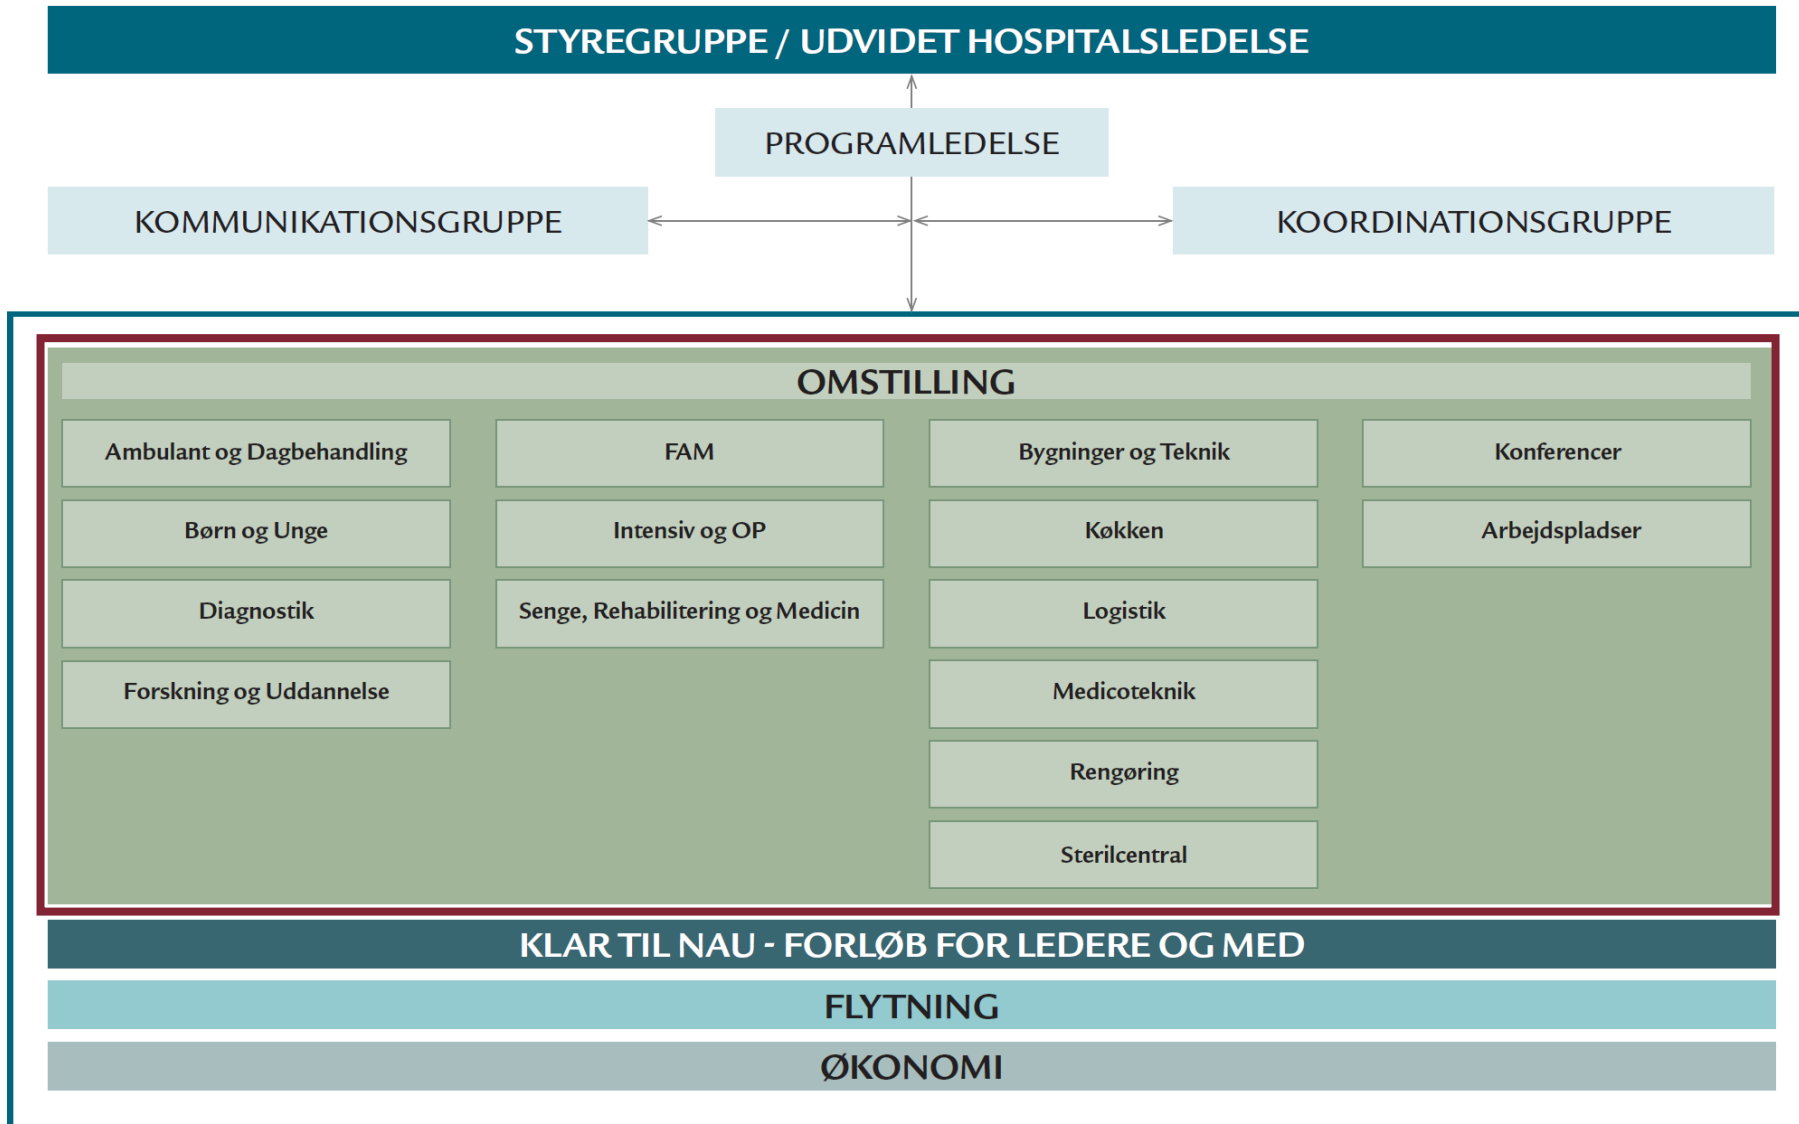 STYREGRUPPE / UDVIDET HOSPITALSLEDELSE
PROGRAMLEDELSE
KOMMUNIKATIONSGRUPPE
KOORDINATIONSGRUPPE
OMSTILLING
Ambulant og Dagbehandling
Børn og Unge
Diagnostik
Forskning og Uddannelse
FAM
Intensiv og OP
Senge, Rehabilitering og Medicin
Bygninger og Teknik
Køkken
Logistik
Medicoteknik
Rengøring
Sterilcentral
Konferencer
Arbejdspladser
KLAR TIL NAU - FORLØB FOR LEDERE OG MED
FLYTNING
ØKONOMI